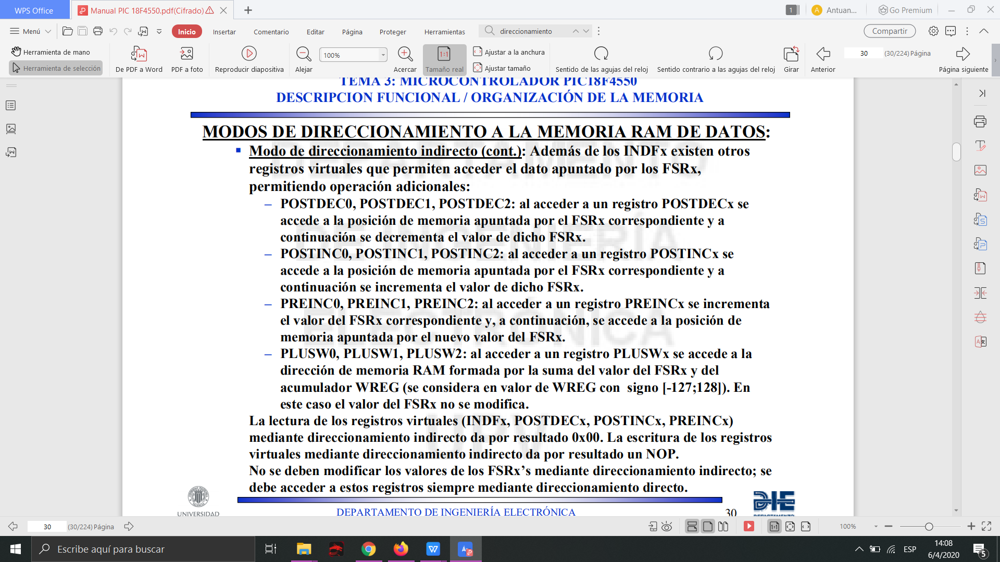 WPS Office
Manual PIC 18F4550.pdf(Cifrado)
1
A
Antuan...
Go Premium
Menú
Inicio
Insertar
Comentario
Editar
Página
Proteger
Herramientas
direccionamiento
Compartir
Herramienta de mano
Herramienta de selección
De PDF a Word
PDF a foto
Reproducir diapositiva
Alejar
100%
Acercar
1:1
Tamaño real
Ajustar a la anchura
Ajustar tamaño
Sentido de las agujas del reloj
Sentido contrario a las agujas del reloj
Girar
Anterior
30
(30/224) Página
Página siguiente
TEMA 3: MICROCONTROLADOR PIC18F4550
DESCRIPCION FUNCIONAL / ORGANIZACIÓN DE LA MEMORIA
MODOS DE DIRECCIONAMIENTO A LA MEMORIA RAM DE DATOS:
Modo de direccionamiento indirecto (cont.): Además de los INDFx existen otros
registros virtuales que permiten acceder el dato apuntado por los FSRx,
permitiendo operación adicionales:
– POSTDEC0, POSTDEC1, POSTDEC2: al acceder a un registro POSTDECx se
accede a la posición de memoria apuntada por el FSRx correspondiente y a
continuación se decrementa el valor de dicho FSRx.
– POSTINC0, POSTINC1, POSTINC2: al acceder a un registro POSTINCx se
accede a la posición de memoria apuntada por el FSRx correspondiente y a
continuación se incrementa el valor de dicho FSRx.
– PREINC0, PREINC1, PREINC2: al acceder a un registro PREINCx se incrementa
el valor del FSRx correspondiente y, a continuación, se accede a la posición de
memoria apuntada por el nuevo valor del FSRx.
– PLUSW0, PLUSW1, PLUSW2: al acceder a un registro PLUSWx se accede a la
dirección de memoria RAM formada por la suma del valor del FSRx y del
acumulador WREG (se considera en valor de WREG con signo [-127;128]). En
este caso el valor del FSRx no se modifica.
La lectura de los registros virtuales (INDFx, POSTDECx, POSTINCx, PREINCx)
mediante direccionamiento indirecto da por resultado 0x00. La escritura de los registros
virtuales mediante direccionamiento indirecto da por resultado un NOP.
No se deben modificar los valores de los FSRx's mediante direccionamiento indirecto; se
debe acceder a estos registros siempre mediante direccionamiento directo.
DEPARTAMENTO
DE INGENIERÍA
ELECTRÓNICA
UPV
UNIVERSIDAD
DEPARTAMENTO DE INGENIERÍA ELECTRÓNICA
30
DIE
30
(30/224) Página
1:1
100%
Escribe aquí para buscar
ESP
14:08
6/4/2020
5